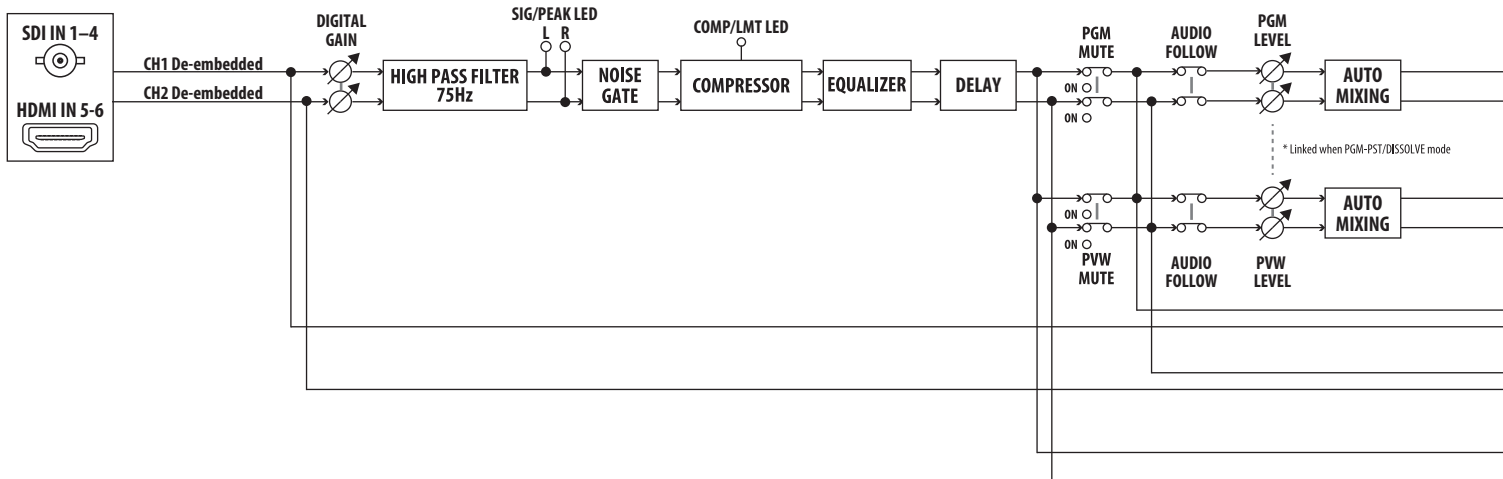 SDI IN 1–4
HDMI IN 5-6
CH1 De-embedded
CH2 De-embedded
DIGITAL
GAIN
HIGH PASS FILTER
75Hz
SIG/PEAK LED
L R
NOISE
GATE
COMP/LMT LED
COMPRESSOR
EQUALIZER
DELAY
PGM
MUTE
ON
ON
AUDIO
FOLLOW
PGM
LEVEL
AUTO
MIXING
* Linked when PGM-PST/DISSOLVE mode
ON
ON
PVW
MUTE
AUDIO
FOLLOW
PVW
LEVEL
AUTO
MIXING